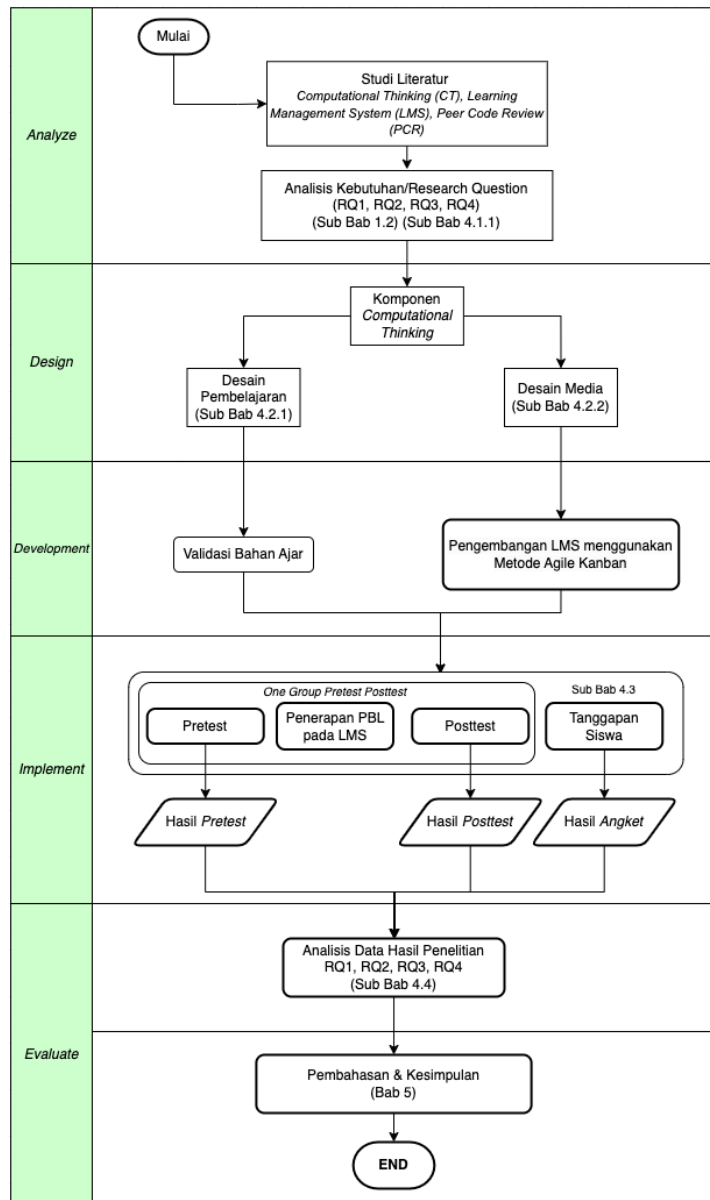 Mulai
Analyze
Studi Literatur
Computational Thinking (CT), Learning
Management System (LMS), Peer Code Review
(PCR)
Analisis Kebutuhan/Research Question
(RQ1, RQ2, RQ3, RQ4)
(Sub Bab 1.2) (Sub Bab 4.1.1)
Design
Komponen
Computational
Thinking
Desain
Pembelajaran
(Sub Bab 4.2.1)
Desain Media
(Sub Bab 4.2.2)
Development
Validasi Bahan Ajar
Pengembangan LMS menggunakan
Metode Agile Kanban
Implement
One Group Pretest Posttest
Sub Bab 4.3
Pretest
Penerapan PBL
pada LMS
Posttest
Tanggapan
Siswa
Hasil Pretest
Hasil Posttest
Hasil Angket
Evaluate
Analisis Data Hasil Penelitian
RQ1, RQ2, RQ3, RQ4
(Sub Bab 4.4)
Pembahasan & Kesimpulan
(Bab 5)
END